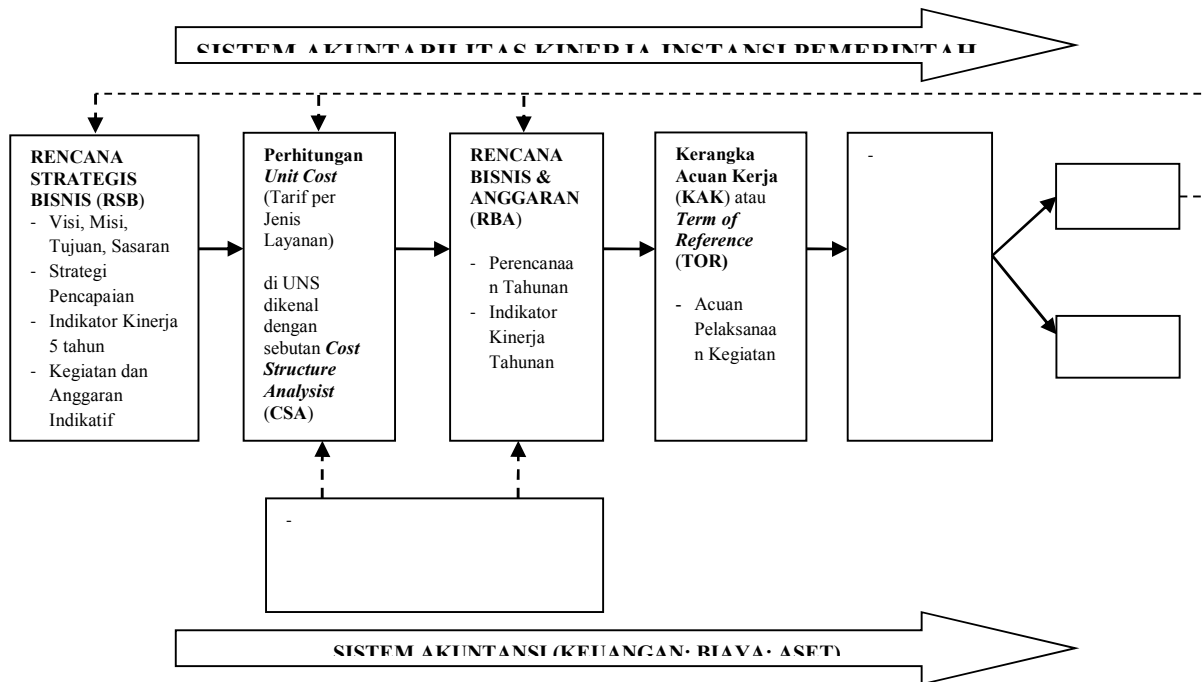 SISTEM AKUNTABILITAS KINERJA INSTANSI PEMERINTAH
RENCANA
STRATEGIS
BISNIS (RSB)
- Visi, Misi,
Tujuan, Sasaran
- Strategi
Pencapaian
- Indikator Kinerja
5 tahun
- Kegiatan dan
Anggaran
Indikatif
Perhitungan
Unit Cost
(Tarif per
Jenis
Layanan)
di UNS
dikenal
dengan
sebutan Cost
Structure
Analysist
(CSA)
RENCANA
BISNIS &
ANGGARAN
(RBA)
- Perencanaa
n Tahunan
- Indikator
Kinerja
Tahunan
Kerangka
Acuan Kerja
(KAK) atau
Term of
Reference
(TOR)
- Acuan
Pelaksanaa
n Kegiatan
-
-
SISTEM AKUNTANSI (KEUANGAN; BIAYA; ASET)